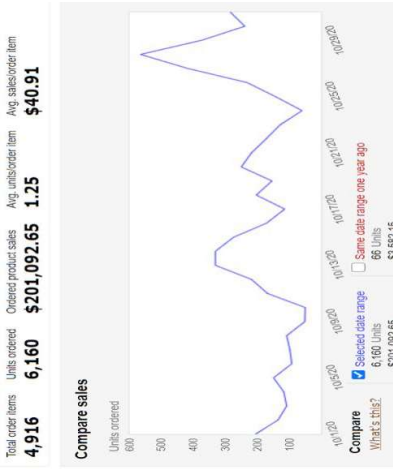 Total order items Units ordered Ordered product sales Avg. units/order item Avg. sales/order item
4,916 6,160 $201,092.65 1.25 $40.91
Compare sales
Units ordered
600
500
400
300
200
100
10/1/20 10/5/20 10/9/20 10/13/20 10/17/20 10/21/20 10/25/20 10/29/20
Compare Selected date range Same date range one year ago
What's this? 6,160 Units 66 Units